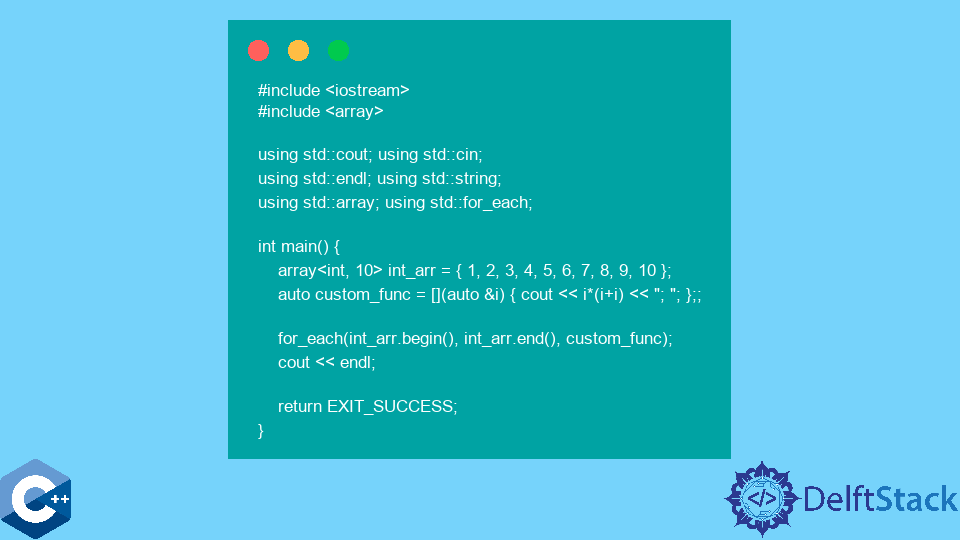 #include <iostream>
#include <array>
using std::cout; using std::cin;
using std::endl; using std::string;
using std::array; using std::for_each;
int main() {
array<int, 10> int_arr = { 1, 2, 3, 4, 5, 6, 7, 8, 9, 10 };
auto custom_func = [](auto &i) { cout << i*(i+i) << "; "; };;
for_each(int_arr.begin(), int_arr.end(), custom_func);
cout << endl;
return EXIT_SUCCESS;
}
C++
</>
DelftStack